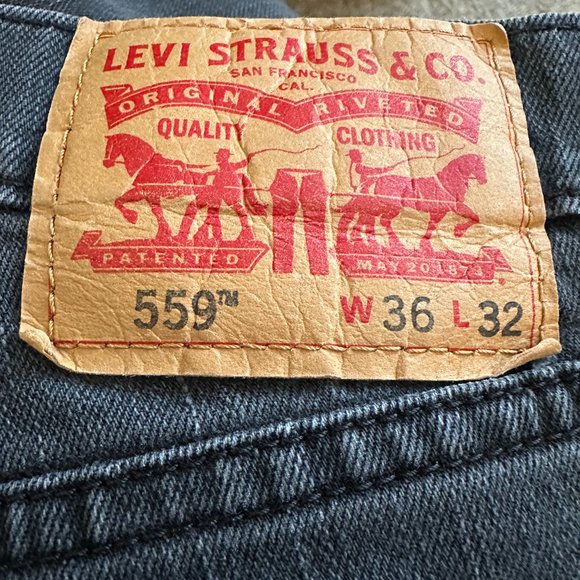 LEVI STRAUSS & CO.
SAN FRANCISCO
CAL.
ORIGINAL RIVETED
QUALITY CLOTHING
PATENTED MAY 20 1873
559™ W 36 L 32